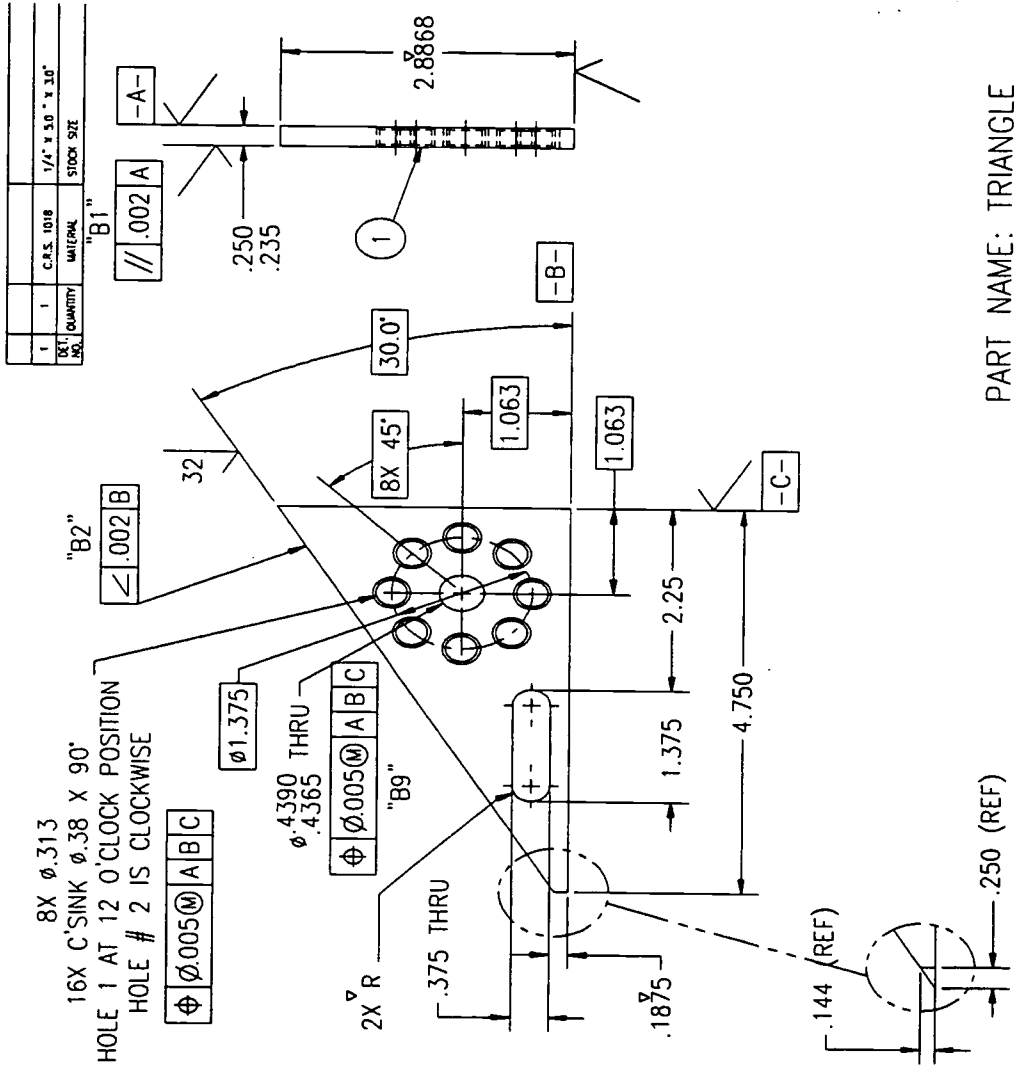 1 1 C.R.S. 1018 1/4" X 5.0" X 3.0"
DET. NO. QUANTITY MATERIAL STOCK SIZE
8X ø.313
16X C'SINK ø.38 X 90°
HOLE 1 AT 12 O'CLOCK POSITION
HOLE # 2 IS CLOCKWISE
⌖ Ø.005Ⓜ A B C
"B2"
∠ .002 B
32
"B1"
// .002 A
-A-
.250
.235
1
2.8868
ø1.375
ø.4390 THRU
.4365
⌖ Ø.005Ⓜ A B C
"B9"
8X 45°
30.0°
1.063
1.063
-B-
-C-
2X R
.375 THRU
.1875
1.375
2.25
4.750
.144 (REF)
.250 (REF)
PART NAME: TRIANGLE